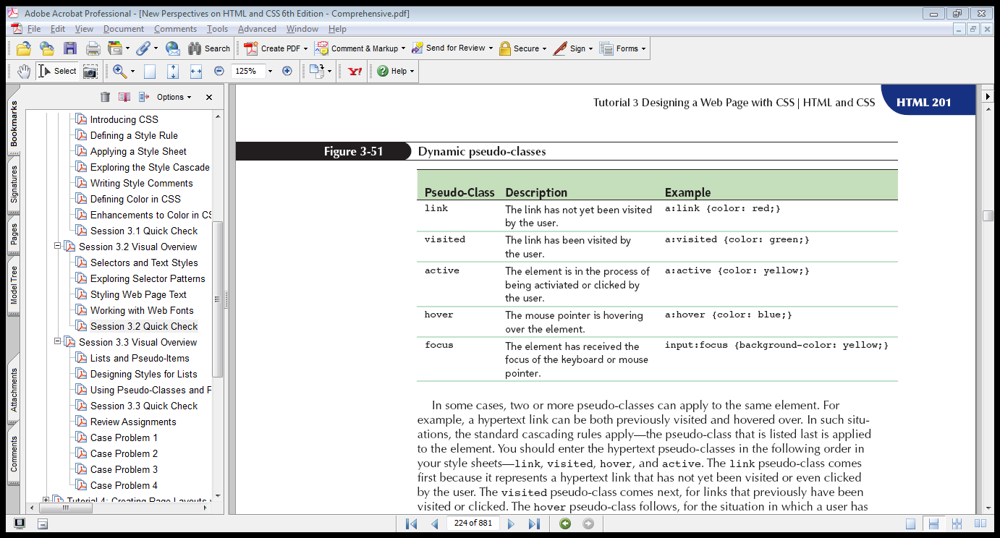 Adobe Acrobat Professional - [New Perspectives on HTML and CSS 6th Edition - Comprehensive.pdf]
File Edit View Document Comments Tools Advanced Window Help
Search Create PDF Comment & Markup Send for Review Secure Sign Forms
Select 125% Y! Help
Options
Bookmarks
Signatures
Pages
Model Tree
Attachments
Comments
Introducing CSS
Defining a Style Rule
Applying a Style Sheet
Exploring the Style Cascade
Writing Style Comments
Defining Color in CSS
Enhancements to Color in CS
Session 3.1 Quick Check
Session 3.2 Visual Overview
Selectors and Text Styles
Exploring Selector Patterns
Styling Web Page Text
Working with Web Fonts
Session 3.2 Quick Check
Session 3.3 Visual Overview
Lists and Pseudo-Items
Designing Styles for Lists
Using Pseudo-Classes and P
Session 3.3 Quick Check
Review Assignments
Case Problem 1
Case Problem 2
Case Problem 3
Case Problem 4
Tutorial 4: Creating Page Layouts
Tutorial 3 Designing a Web Page with CSS | HTML and CSS HTML 201
Figure 3-51 Dynamic pseudo-classes
Pseudo-Class Description Example
link The link has not yet been visited a:link {color: red;}
by the user.
visited The link has been visited by a:visited {color: green;}
the user.
active The element is in the process of a:active {color: yellow;}
being activiated or clicked by
the user.
hover The mouse pointer is hovering a:hover {color: blue;}
over the element.
focus The element has received the input:focus {background-color: yellow;}
focus of the keyboard or mouse
pointer.
In some cases, two or more pseudo-classes can apply to the same element. For
example, a hypertext link can be both previously visited and hovered over. In such situ-
ations, the standard cascading rules apply—the pseudo-class that is listed last is applied
to the element. You should enter the hypertext pseudo-classes in the following order in
your style sheets—link, visited, hover, and active. The link pseudo-class comes
first because it represents a hypertext link that has not yet been visited or even clicked
by the user. The visited pseudo-class comes next, for links that previously have been
visited or clicked. The hover pseudo-class follows, for the situation in which a user has
224 of 881